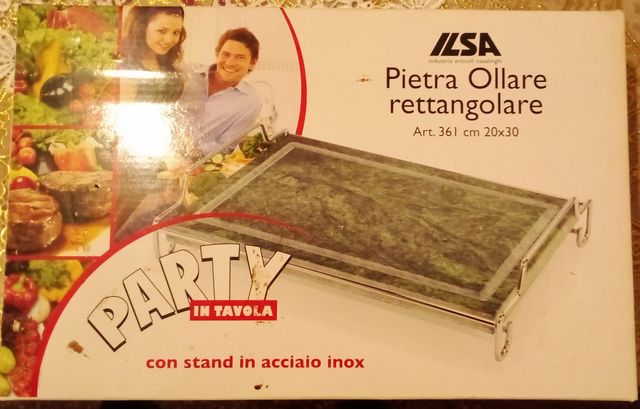 ILSA
industria articoli casalinghi
Pietra Ollare
rettangolare
Art. 361 cm 20x30
PARTY
IN TAVOLA
con stand in acciaio inox